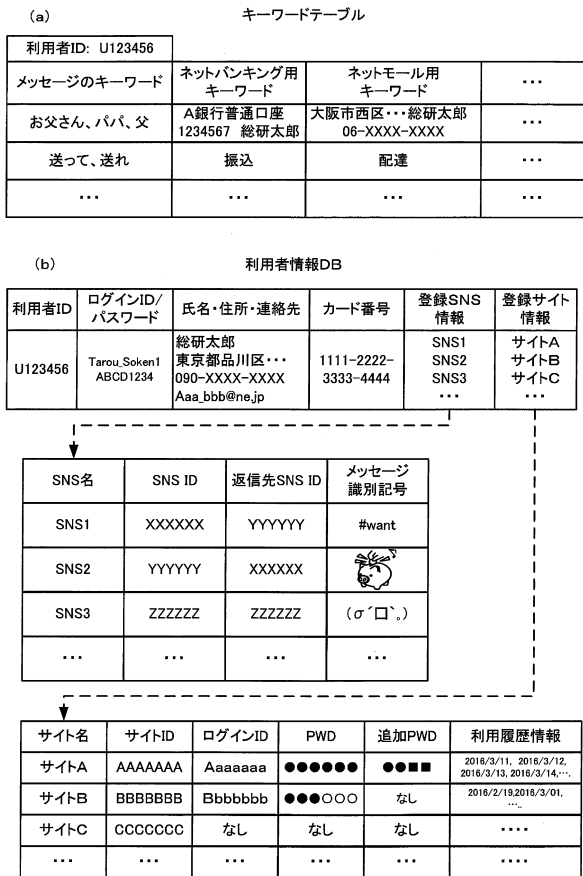 (a)
キーワードテーブル
利用者ID: U123456
メッセージのキーワード
ネットバンキング用
キーワード
ネットモール用
キーワード
・・・
お父さん、パパ、父
A銀行普通口座
1234567 総研太郎
大阪市西区・・・総研太郎
06-XXXX-XXXX
・・・
送って、送れ
振込
配達
・・・
・・・
・・・
・・・
・・・
(b)
利用者情報DB
利用者ID
ログインID/
パスワード
氏名・住所・連絡先
カード番号
登録SNS
情報
登録サイト
情報
U123456
Tarou_Soken1
ABCD1234
総研太郎
東京都品川区・・・
090-XXXX-XXXX
Aaa_bbb@ne.jp
1111-2222-
3333-4444
SNS1
SNS2
SNS3
・・・
サイトA
サイトB
サイトC
・・・
SNS名
SNS ID
返信先SNS ID
メッセージ
識別記号
SNS1
XXXXXX
YYYYYY
#want
SNS2
YYYYYY
XXXXXX
SNS3
ZZZZZZ
ZZZZZZ
(σ´口`。)
・・・
・・・
・・・
・・・
サイト名
サイトID
ログインID
PWD
追加PWD
利用履歴情報
サイトA
AAAAAAA
Aaaaaaa
●●●●●●
●●■■
2016/3/11, 2016/3/12,
2016/3/13, 2016/3/14,・・・.
サイトB
BBBBBBB
Bbbbbbb
●●●○○○
なし
2016/2/19,2016/3/01,
・・・.
サイトC
CCCCCCC
なし
なし
なし
・・・・
・・・
・・・
・・・
・・・
・・・
・・・・